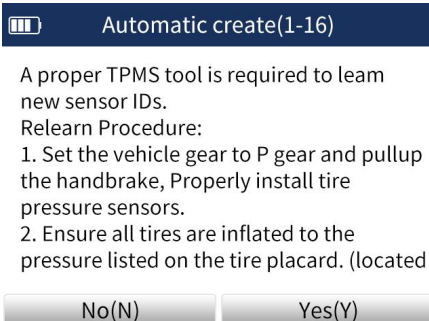 Automatic create(1-16)
A proper TPMS tool is required to leam
new sensor IDs.
Relearn Procedure:
1. Set the vehicle gear to P gear and pullup
the handbrake, Properly install tire
pressure sensors.
2. Ensure all tires are inflated to the
pressure listed on the tire placard. (located
No(N)
Yes(Y)